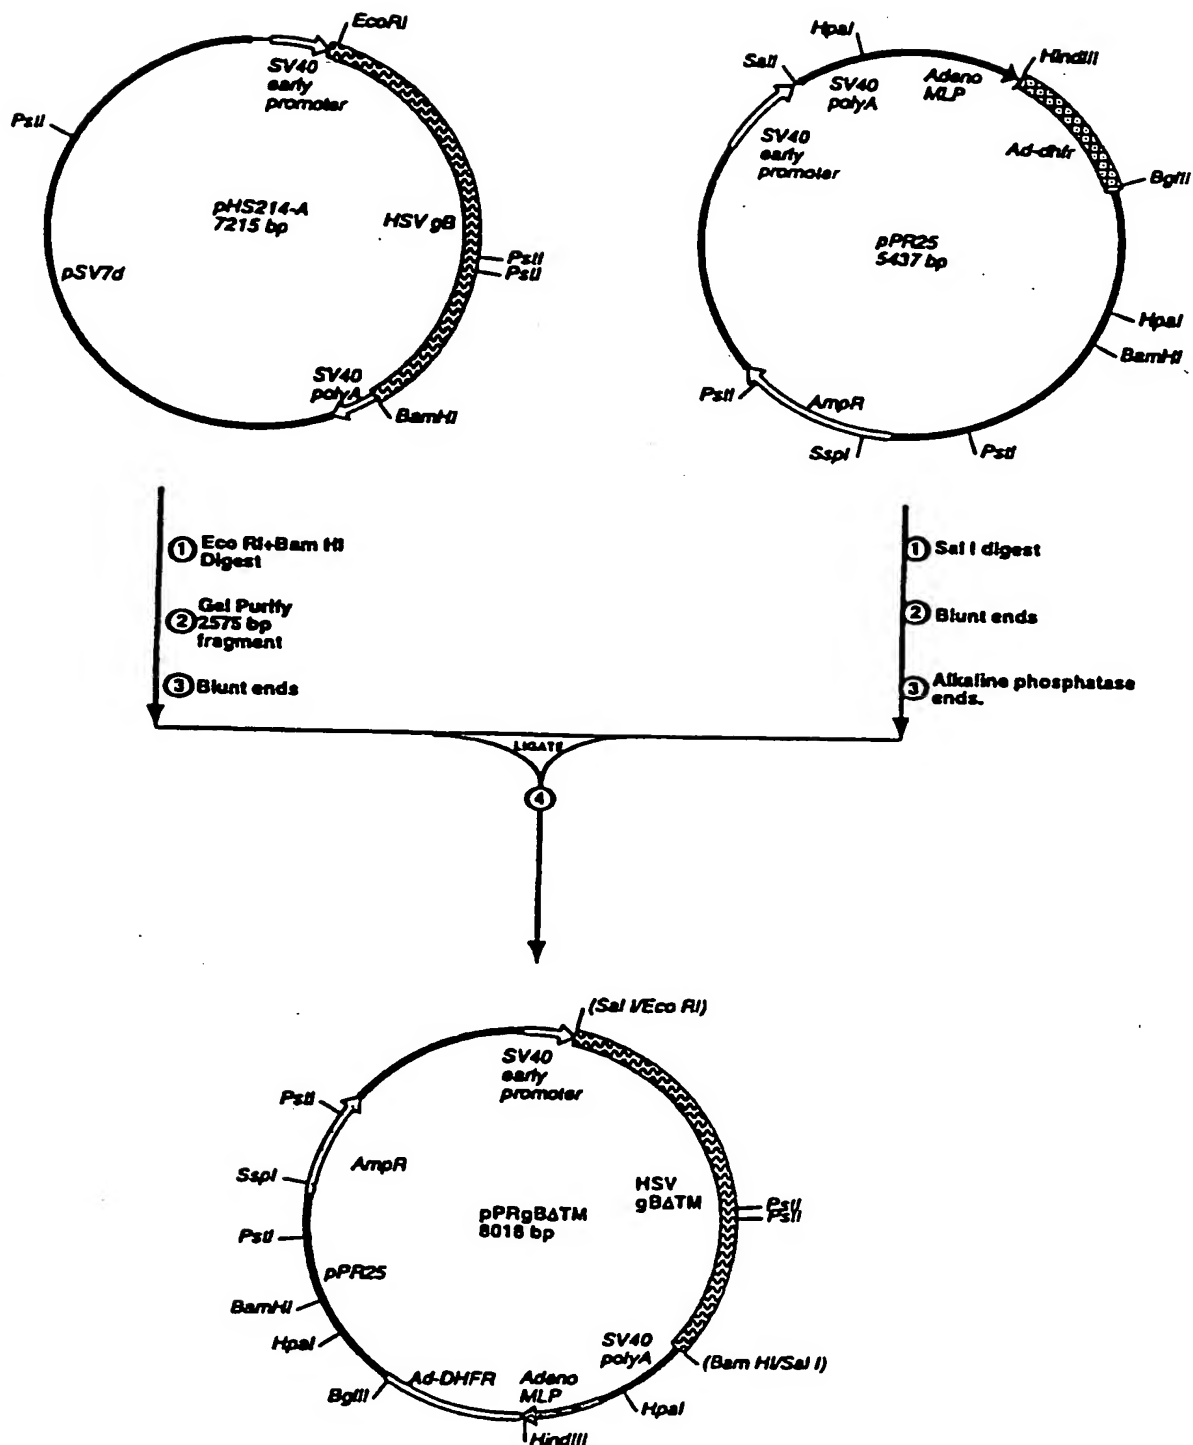 EcoRI
SV40
early
promoter
PstI
pHS214-A
7215 bp
HSV gB
PstI
PstI
pSV7d
SV40
polyA
BamHI
HpaI
SalI
HindIII
SV40
polyA
Adeno
MLP
SV40
early
promoter
Ad-dhfr
BglII
pPR25
5437 bp
HpaI
BamHI
PstI
AmpR
SspI
PstI
1 Eco RI+Bam HI
Digest
2 Gel Purify
2575 bp
fragment
3 Blunt ends
1 Sal I digest
2 Blunt ends
3 Alkaline phosphatase
ends.
LIGATE
4
(Sal I/Eco RI)
SV40
early
promoter
PstI
SspI
AmpR
HSV
gBΔTM
PstI
PstI
pPRgBΔTM
8018 bp
PstI
pPR25
BamHI
HpaI
SV40
polyA
(Bam HI/Sal I)
BglII
Ad-DHFR
Adeno
MLP
HpaI
HindIII